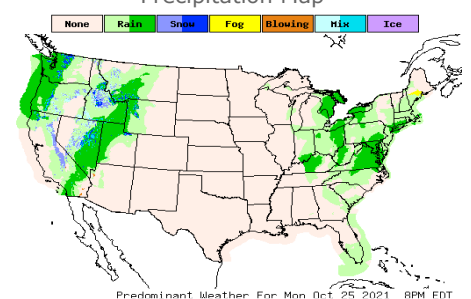 Precipitation Map
None Rain Snow Fog Blowing Mix Ice
Predominant Weather For Mon Oct 25 2021 8PM EDT